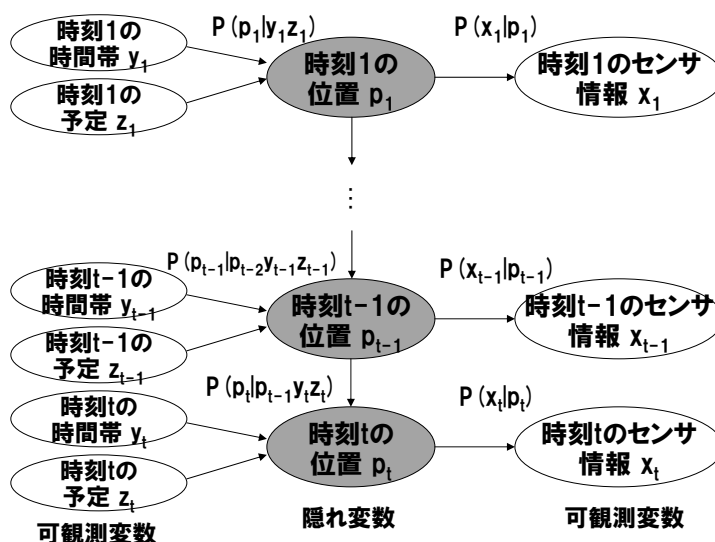 時刻1の
時間帯 y₁
P(p₁|y₁z₁)
時刻1の
位置 p₁
P(x₁|p₁)
時刻1のセンサ
情報 x₁
時刻1の
予定 z₁
⋮
時刻t-1の
時間帯 yₜ₋₁
P(pₜ₋₁|pₜ₋₂yₜ₋₁zₜ₋₁)
時刻t-1の
位置 pₜ₋₁
P(xₜ₋₁|pₜ₋₁)
時刻t-1のセンサ
情報 xₜ₋₁
時刻t-1の
予定 zₜ₋₁
P(pₜ|pₜ₋₁yₜzₜ)
時刻tの
時間帯 yₜ
時刻tの
位置 pₜ
P(xₜ|pₜ)
時刻tのセンサ
情報 xₜ
時刻tの
予定 zₜ
可観測変数
隠れ変数
可観測変数